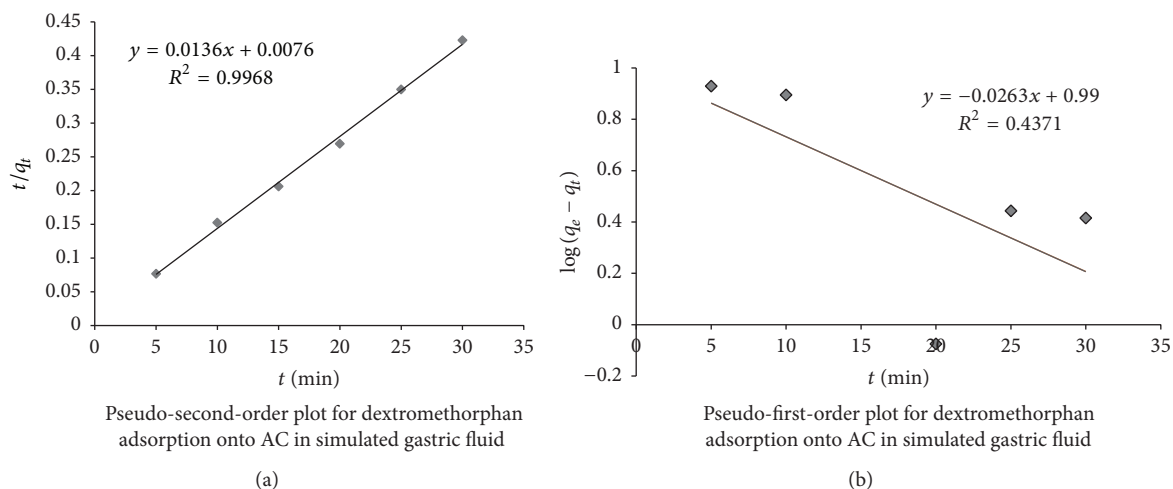 0.45
0.4
0.35
0.3
0.25
0.2
0.15
0.1
0.05
0
t/qₜ
y = 0.0136x + 0.0076
R² = 0.9968
0 5 10 15 20 25 30 35
t (min)
Pseudo-second-order plot for dextromethorphan
adsorption onto AC in simulated gastric fluid
(a)
1
0.8
0.6
0.4
0.2
0
−0.2
log(qₑ − qₜ)
y = −0.0263x + 0.99
R² = 0.4371
0 5 10 15 20 25 30 35
t (min)
Pseudo-first-order plot for dextromethorphan
adsorption onto AC in simulated gastric fluid
(b)